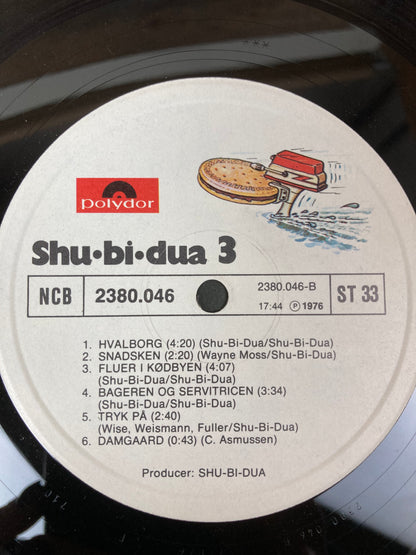 polydor
Shu•bi•dua 3
NCB 2380.046 2380.046-B ST 33
17:44 Ⓟ 1976
1. HVALBORG (4:20) (Shu-Bi-Dua/Shu-Bi-Dua)
2. SNADSKEN (2:20) (Wayne Moss/Shu-Bi-Dua)
3. FLUER I KØDBYEN (4:07)
(Shu-Bi-Dua/Shu-Bi-Dua)
4. BAGEREN OG SERVITRICEN (3:34)
(Shu-Bi-Dua/Shu-Bi-Dua)
5. TRYK PÅ (2:40)
(Wise, Weismann, Fuller/Shu-Bi-Dua)
6. DAMGAARD (0:43) (C. Asmussen)
Producer: SHU-BI-DUA